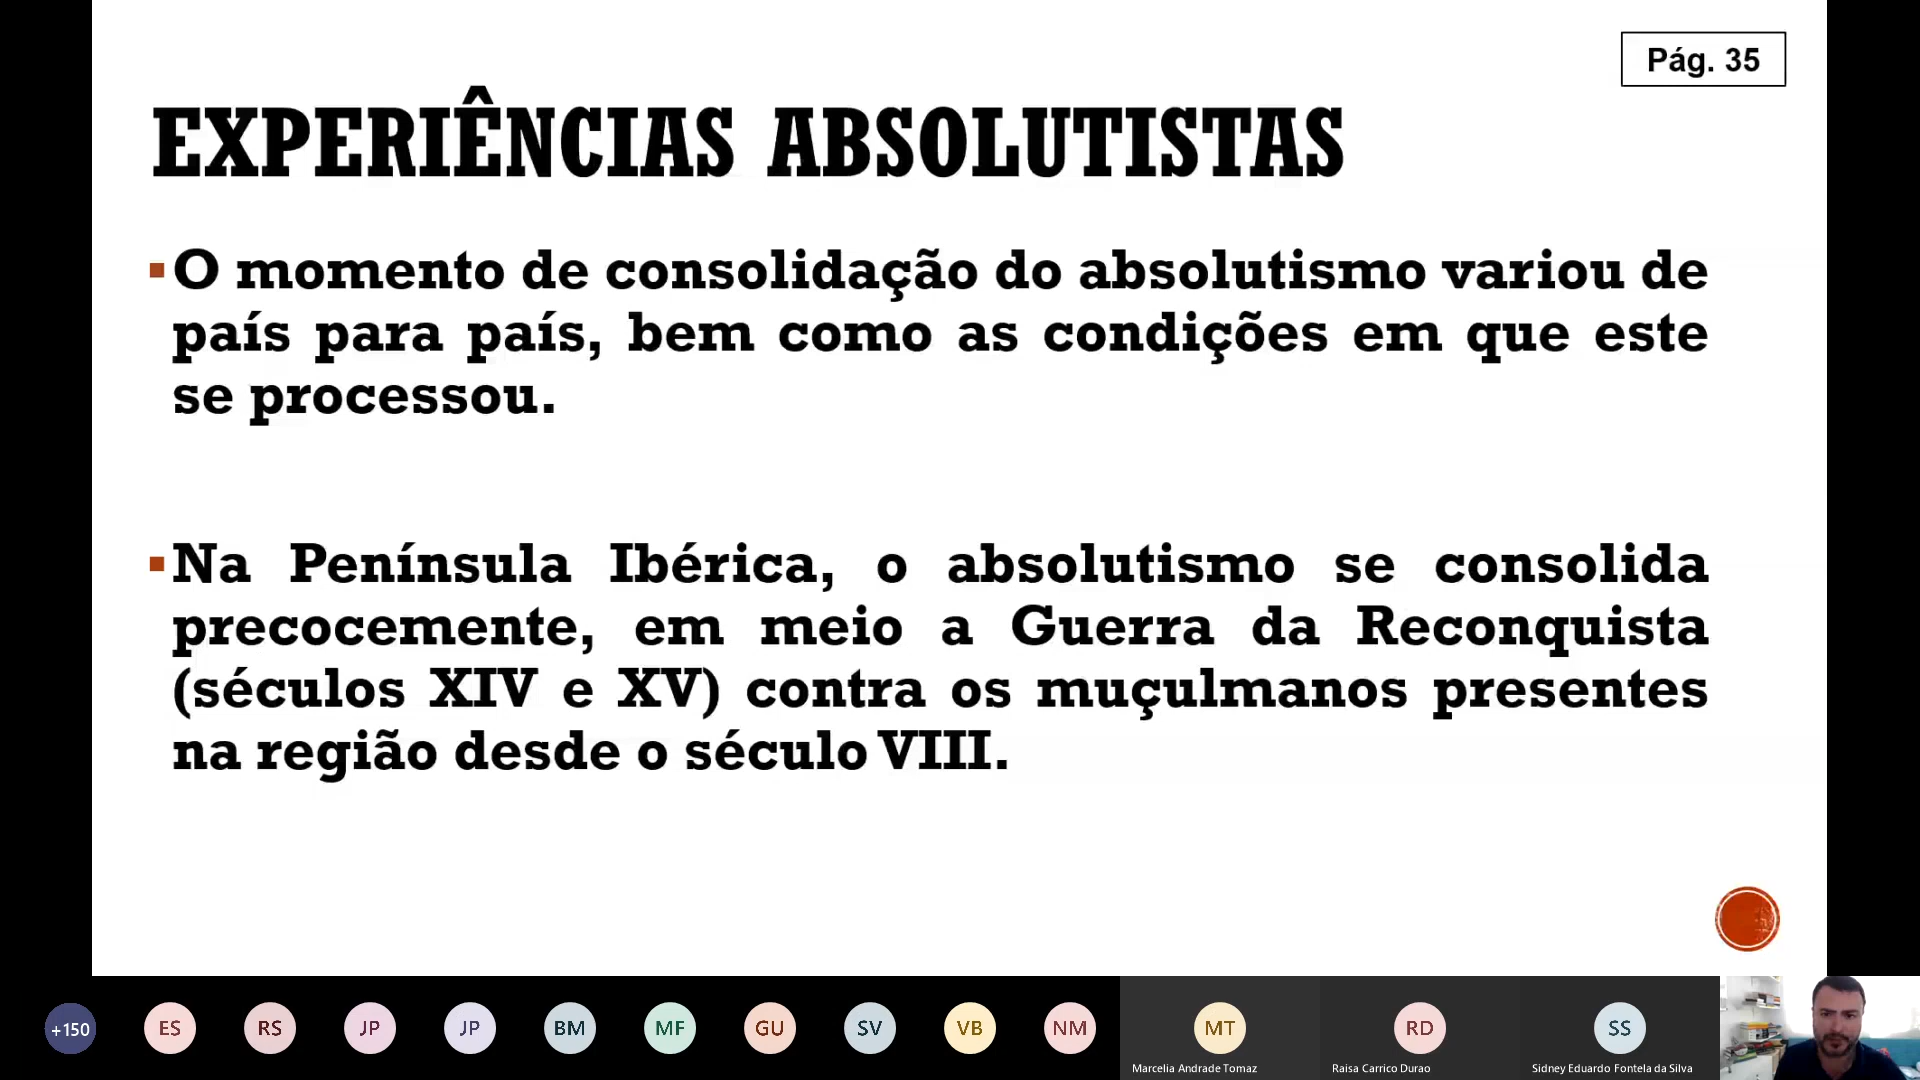 Pág. 35
EXPERIÊNCIAS ABSOLUTISTAS
O momento de consolidação do absolutismo variou de
país para país, bem como as condições em que este
se processou.
Na Península Ibérica, o absolutismo se consolida
precocemente, em meio a Guerra da Reconquista
(séculos XIV e XV) contra os muçulmanos presentes
na região desde o século VIII.
+150
ES
RS
JP
JP
BM
MF
GU
SV
VB
NM
MT
RD
SS
Marcelia Andrade Tomaz
Raisa Carrico Durao
Sidney Eduardo Fontela da Silva